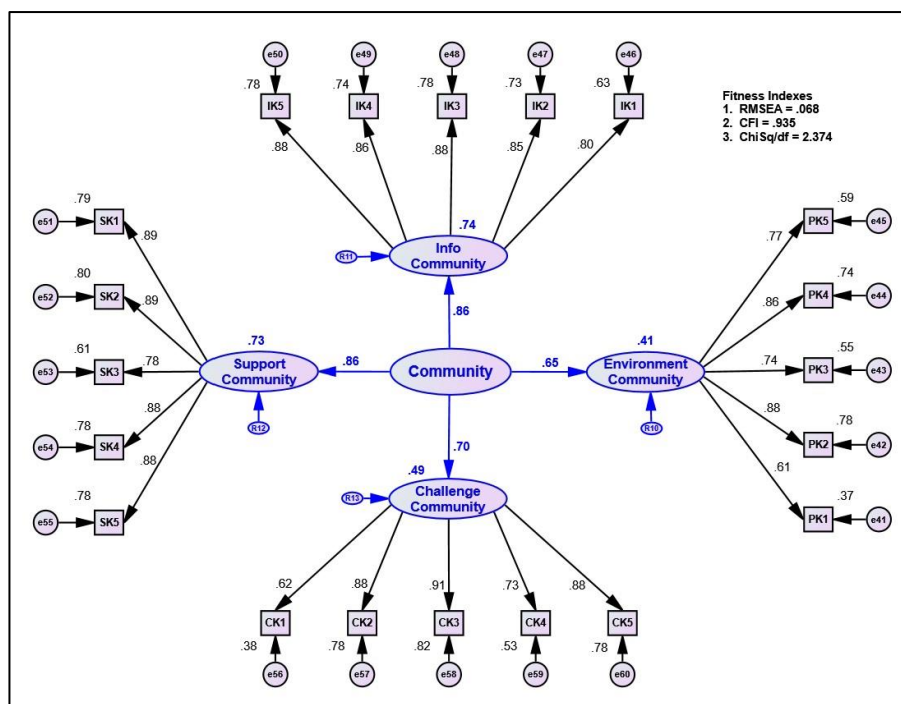 e50 e49 e48 e47 e46
.78 .74 .78 .73 .63
IK5 IK4 IK3 IK2 IK1
Fitness Indexes
1. RMSEA = .068
2. CFI = .935
3. ChiSq/df = 2.374
.88 .86 .88 .85 .80
.79 .59
e51 SK1 PK5 e45
.89 .77
.74
R11 Info
Community
.80 .74
e52 SK2 PK4 e44
.89 .86
.86
.73 .41
.61 .55
e53 SK3 .78 Support
Community .86 Community .65 Environment
Community .74 PK3 e43
.88 .88
R12 R10
.78 .78
e54 SK4 PK2 e42
.88 .61
.70
.49
.78 .37
e55 SK5 PK1 e41
R13 Challenge
Community
.62 .88 .91 .73 .88
CK1 CK2 CK3 CK4 CK5
.38 .78 .82 .53 .78
e56 e57 e58 e59 e60